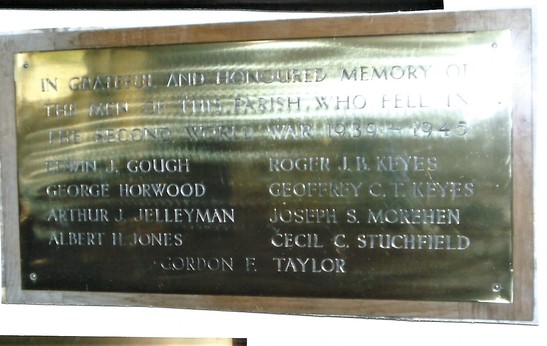 IN GRATEFUL AND HONOURED MEMORY OF
THE MEN OF THIS PARISH WHO FELL IN
THE SECOND WORLD WAR 1939 - 1945
EDWIN J. GOUGH ROGER J. B. KEYES
GEORGE HORWOOD GEOFFREY C. T. KEYES
ARTHUR J. JELLEYMAN JOSEPH S. MOREHEN
ALBERT H. JONES CECIL C. STUCHFIELD
GORDON F. TAYLOR